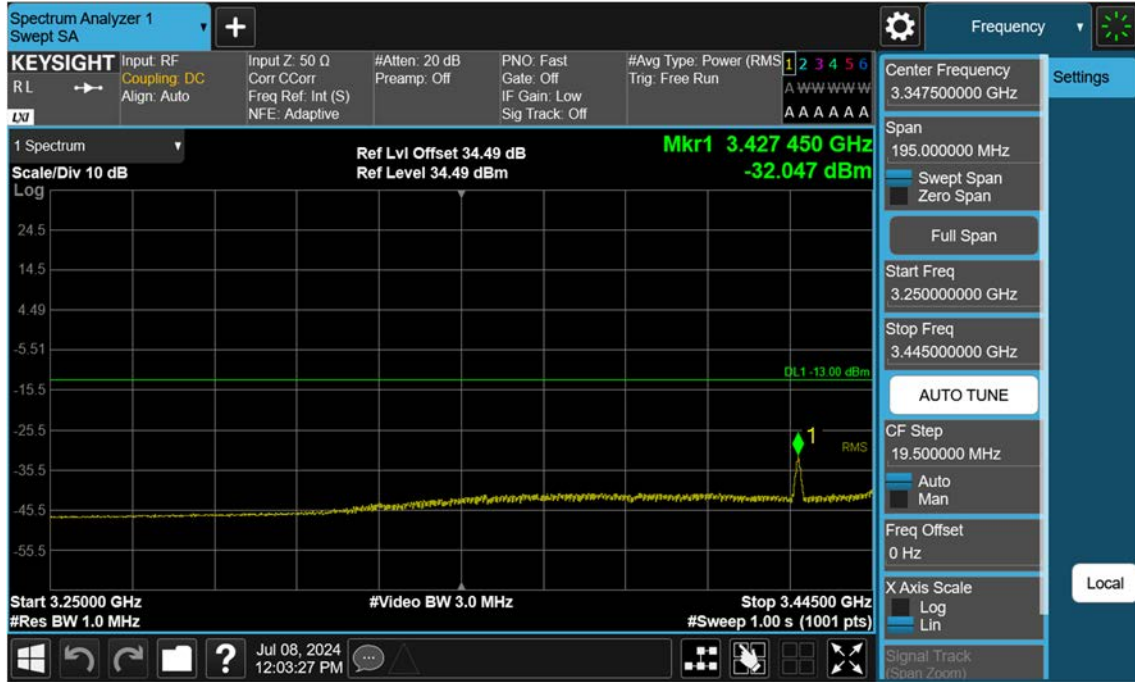 Spectrum Analyzer 1
Swept SA
Frequency
KEYSIGHT
R L
LXI
Input: RF
Coupling: DC
Align: Auto
Input Z: 50 Ω
Corr CCorr
Freq Ref: Int (S)
NFE: Adaptive
#Atten: 20 dB
Preamp: Off
PNO: Fast
Gate: Off
IF Gain: Low
Sig Track: Off
#Avg Type: Power (RMS
Trig: Free Run
1 2 3 4 5 6
A W W W W W
A A A A A A
1 Spectrum
Scale/Div 10 dB
Ref Lvl Offset 34.49 dB
Ref Level 34.49 dBm
Mkr1 3.427 450 GHz
-32.047 dBm
Log
24.5
14.5
4.49
-5.51
DL1 -13.00 dBm
-15.5
-25.5
1
RMS
-35.5
-45.5
-55.5
Start 3.25000 GHz
#Video BW 3.0 MHz
Stop 3.44500 GHz
#Res BW 1.0 MHz
#Sweep 1.00 s (1001 pts)
?
Jul 08, 2024
12:03:27 PM
Center Frequency
3.347500000 GHz
Span
195.000000 MHz
Swept Span
Zero Span
Full Span
Start Freq
3.250000000 GHz
Stop Freq
3.445000000 GHz
AUTO TUNE
CF Step
19.500000 MHz
Auto
Man
Freq Offset
0 Hz
X Axis Scale
Log
Lin
Signal Track
(Span Zoom)
Settings
Local